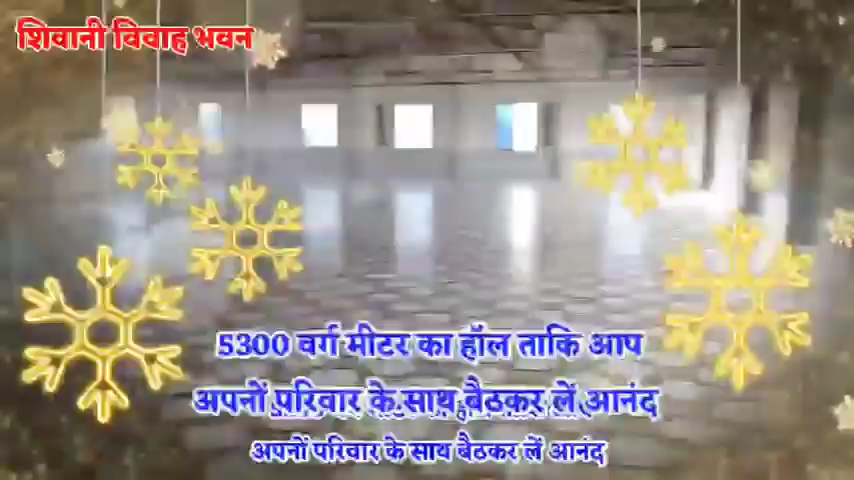 शिवानी विवाह भवन
5300 वर्ग मीटर का हॉल ताकि आप
अपनों परिवार के साथ बैठकर लें आनंद
अपनों परिवार के साथ बैठकर लें आनंद